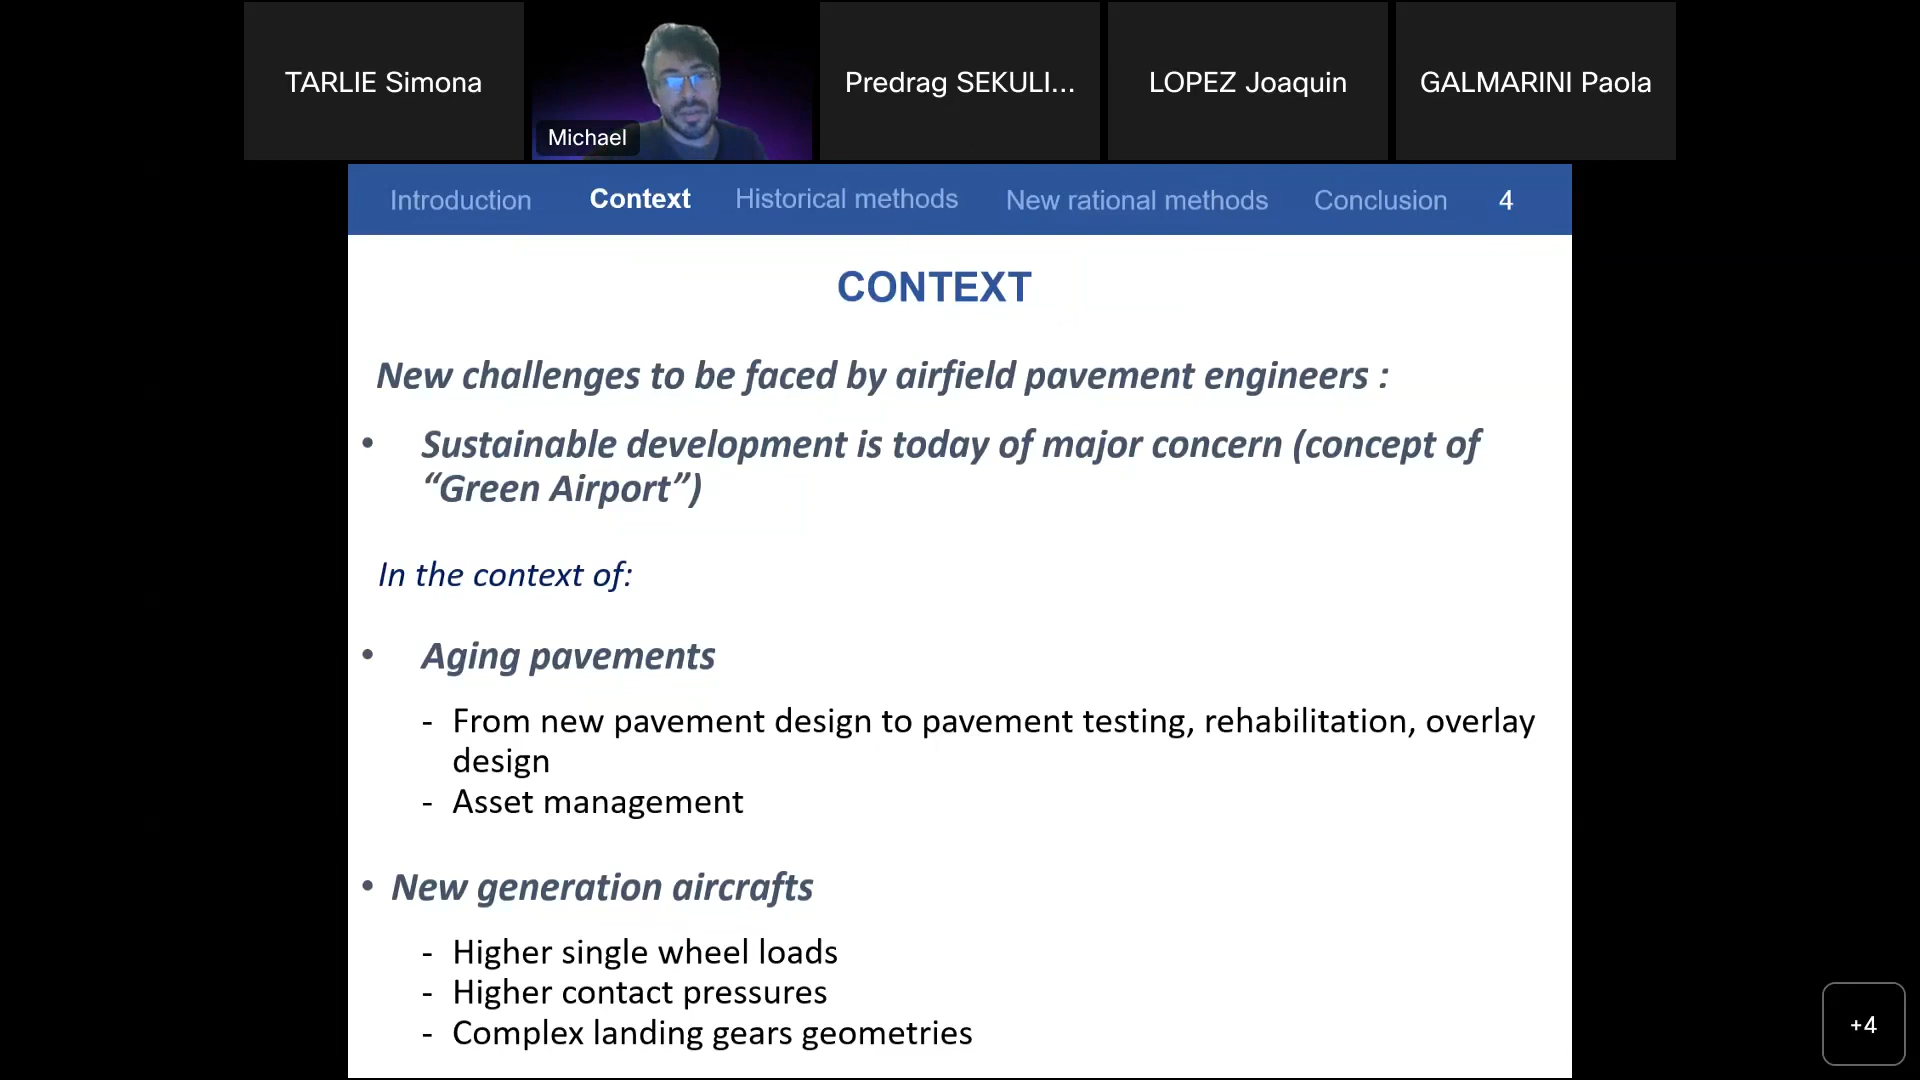 TARLIE Simona
Michael
Predrag SEKULI...
LOPEZ Joaquin
GALMARINI Paola
Introduction Context Historical methods New rational methods Conclusion 4
CONTEXT
New challenges to be faced by airfield pavement engineers :
• Sustainable development is today of major concern (concept of
“Green Airport”)
In the context of:
• Aging pavements
- From new pavement design to pavement testing, rehabilitation, overlay
design
- Asset management
• New generation aircrafts
- Higher single wheel loads
- Higher contact pressures
- Complex landing gears geometries
+4